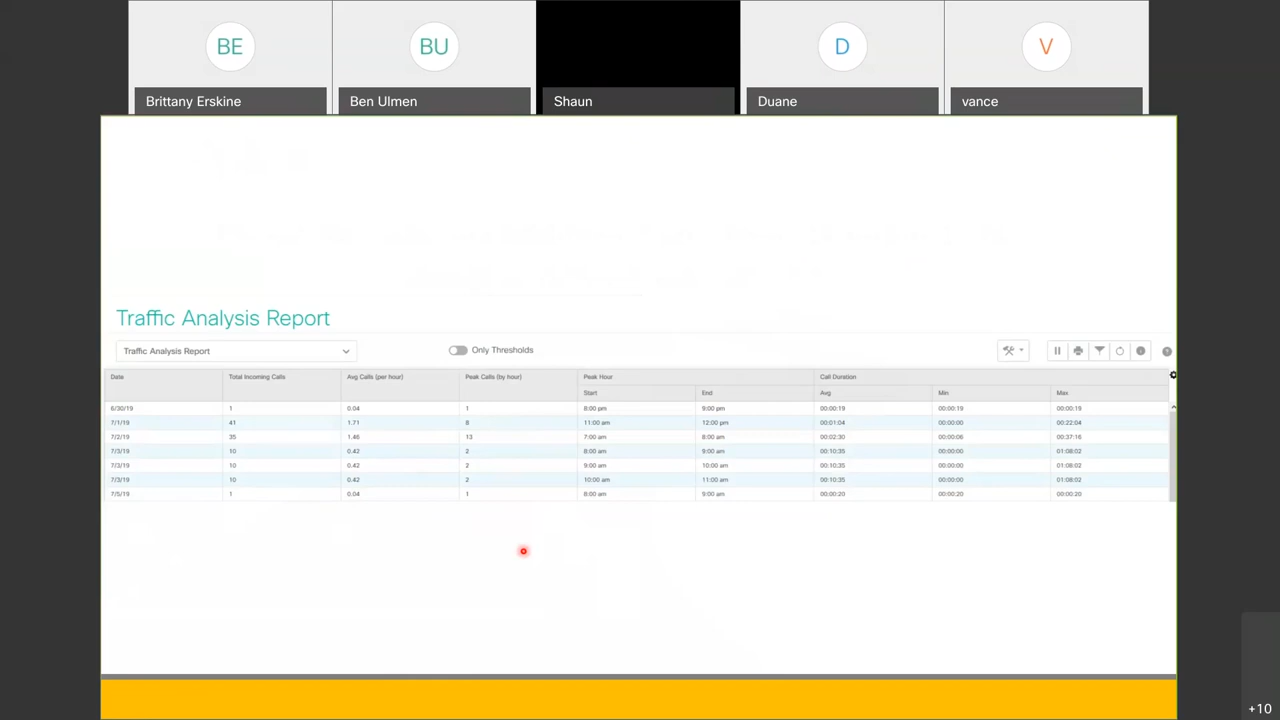 BE BU D V
Brittany Erskine Ben Ulmen Shaun Duane vance
Traffic Analysis Report
Traffic Analysis Report Only Thresholds
Date Total Incoming Calls Avg Calls (per hour) Peak Calls (by hour) Peak Hour Call Duration
Start End Avg Min Max
6/30/19 1 0.04 1 8:00 pm 9:00 pm 00:00:19 00:00:19 00:00:19
7/1/19 41 1.71 8 11:00 am 12:00 pm 00:01:04 00:00:00 00:22:04
7/2/19 35 1.46 13 7:00 am 8:00 am 00:02:30 00:00:06 00:37:16
7/3/19 10 0.42 2 8:00 am 9:00 am 00:10:35 00:00:00 01:08:02
7/3/19 10 0.42 2 9:00 am 10:00 am 00:10:35 00:00:00 01:08:02
7/3/19 10 0.42 2 10:00 am 11:00 am 00:10:35 00:00:00 01:08:02
7/5/19 1 0.04 1 8:00 am 9:00 am 00:00:20 00:00:20 00:00:20
+10